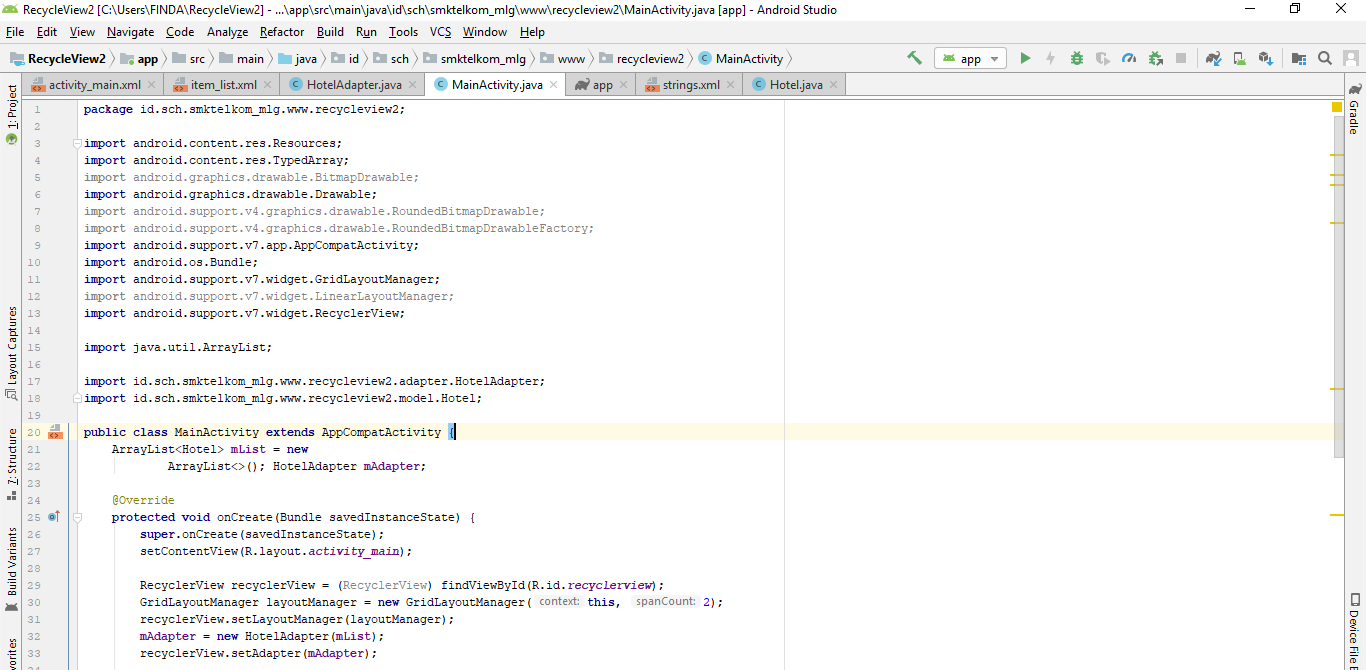 RecycleView2 [C:\Users\FINDA\RecycleView2] - ...\app\src\main\java\id\sch\smktelkom_mlg\www\recycleview2\MainActivity.java [app] - Android Studio
File Edit View Navigate Code Analyze Refactor Build Run Tools VCS Window Help
RecycleView2 app src main java id sch smktelkom_mlg www recycleview2 MainActivity app
activity_main.xml item_list.xml HotelAdapter.java MainActivity.java app strings.xml Hotel.java
1: Project
Layout Captures
7: Structure
Build Variants
vorites
1 package id.sch.smktelkom_mlg.www.recycleview2;
2
3 import android.content.res.Resources;
4 import android.content.res.TypedArray;
5 import android.graphics.drawable.BitmapDrawable;
6 import android.graphics.drawable.Drawable;
7 import android.support.v4.graphics.drawable.RoundedBitmapDrawable;
8 import android.support.v4.graphics.drawable.RoundedBitmapDrawableFactory;
9 import android.support.v7.app.AppCompatActivity;
10 import android.os.Bundle;
11 import android.support.v7.widget.GridLayoutManager;
12 import android.support.v7.widget.LinearLayoutManager;
13 import android.support.v7.widget.RecyclerView;
14
15 import java.util.ArrayList;
16
17 import id.sch.smktelkom_mlg.www.recycleview2.adapter.HotelAdapter;
18 import id.sch.smktelkom_mlg.www.recycleview2.model.Hotel;
19
20 public class MainActivity extends AppCompatActivity {
21 ArrayList<Hotel> mList = new
22 ArrayList<>(); HotelAdapter mAdapter;
23
24 @Override
25 protected void onCreate(Bundle savedInstanceState) {
26 super.onCreate(savedInstanceState);
27 setContentView(R.layout.activity_main);
28
29 RecyclerView recyclerView = (RecyclerView) findViewById(R.id.recyclerview);
30 GridLayoutManager layoutManager = new GridLayoutManager( context: this, spanCount: 2);
31 recyclerView.setLayoutManager(layoutManager);
32 mAdapter = new HotelAdapter(mList);
33 recyclerView.setAdapter(mAdapter);
Gradle
Device File E